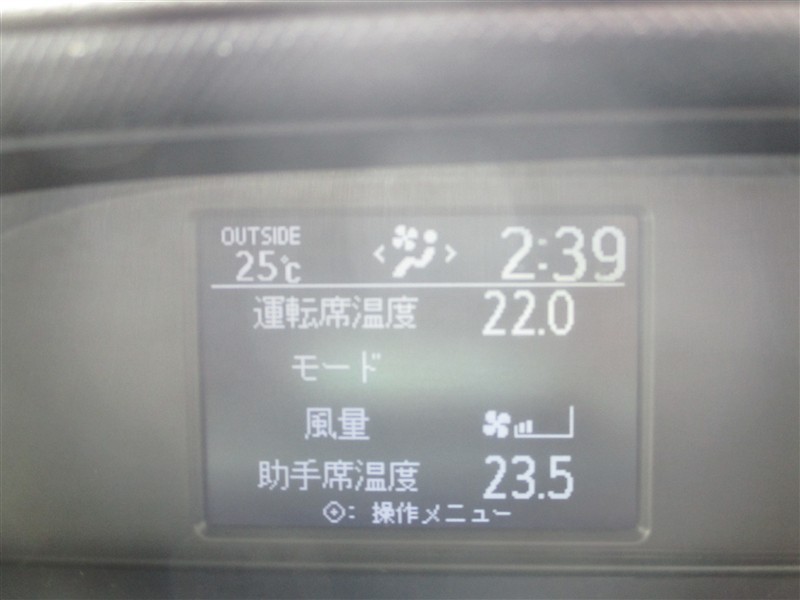 OUTSIDE
25℃
2:39
運転席温度 22.0
モード
風量
助手席温度 23.5
: 操作メニュー